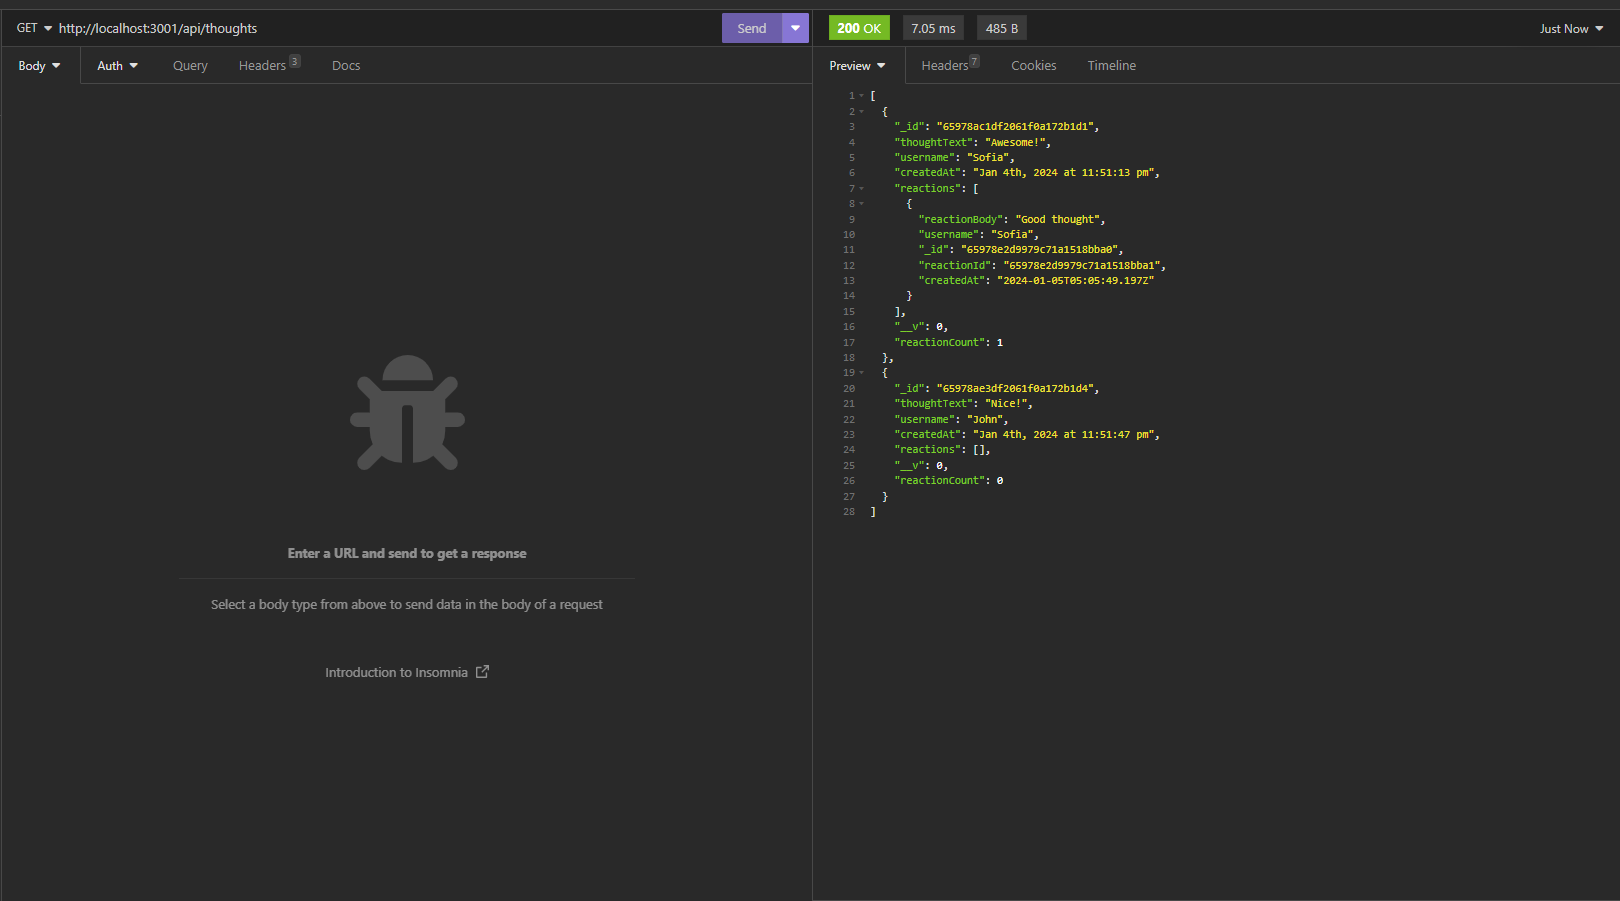 GET http://localhost:3001/api/thoughts Send
200 OK 7.05 ms 485 B Just Now
Body Auth Query Headers 3 Docs
Preview Headers 7 Cookies Timeline
1 [
2 {
3 "_id": "65978ac1df2061f0a172b1d1",
4 "thoughtText": "Awesome!",
5 "username": "Sofia",
6 "createdAt": "Jan 4th, 2024 at 11:51:13 pm",
7 "reactions": [
8 {
9 "reactionBody": "Good thought",
10 "username": "Sofia",
11 "_id": "65978e2d9979c71a1518bba0",
12 "reactionId": "65978e2d9979c71a1518bba1",
13 "createdAt": "2024-01-05T05:05:49.197Z"
14 }
15 ],
16 "__v": 0,
17 "reactionCount": 1
18 },
19 {
20 "_id": "65978ae3df2061f0a172b1d4",
21 "thoughtText": "Nice!",
22 "username": "John",
23 "createdAt": "Jan 4th, 2024 at 11:51:47 pm",
24 "reactions": [],
25 "__v": 0,
26 "reactionCount": 0
27 }
28 ]
Enter a URL and send to get a response
Select a body type from above to send data in the body of a request
Introduction to Insomnia